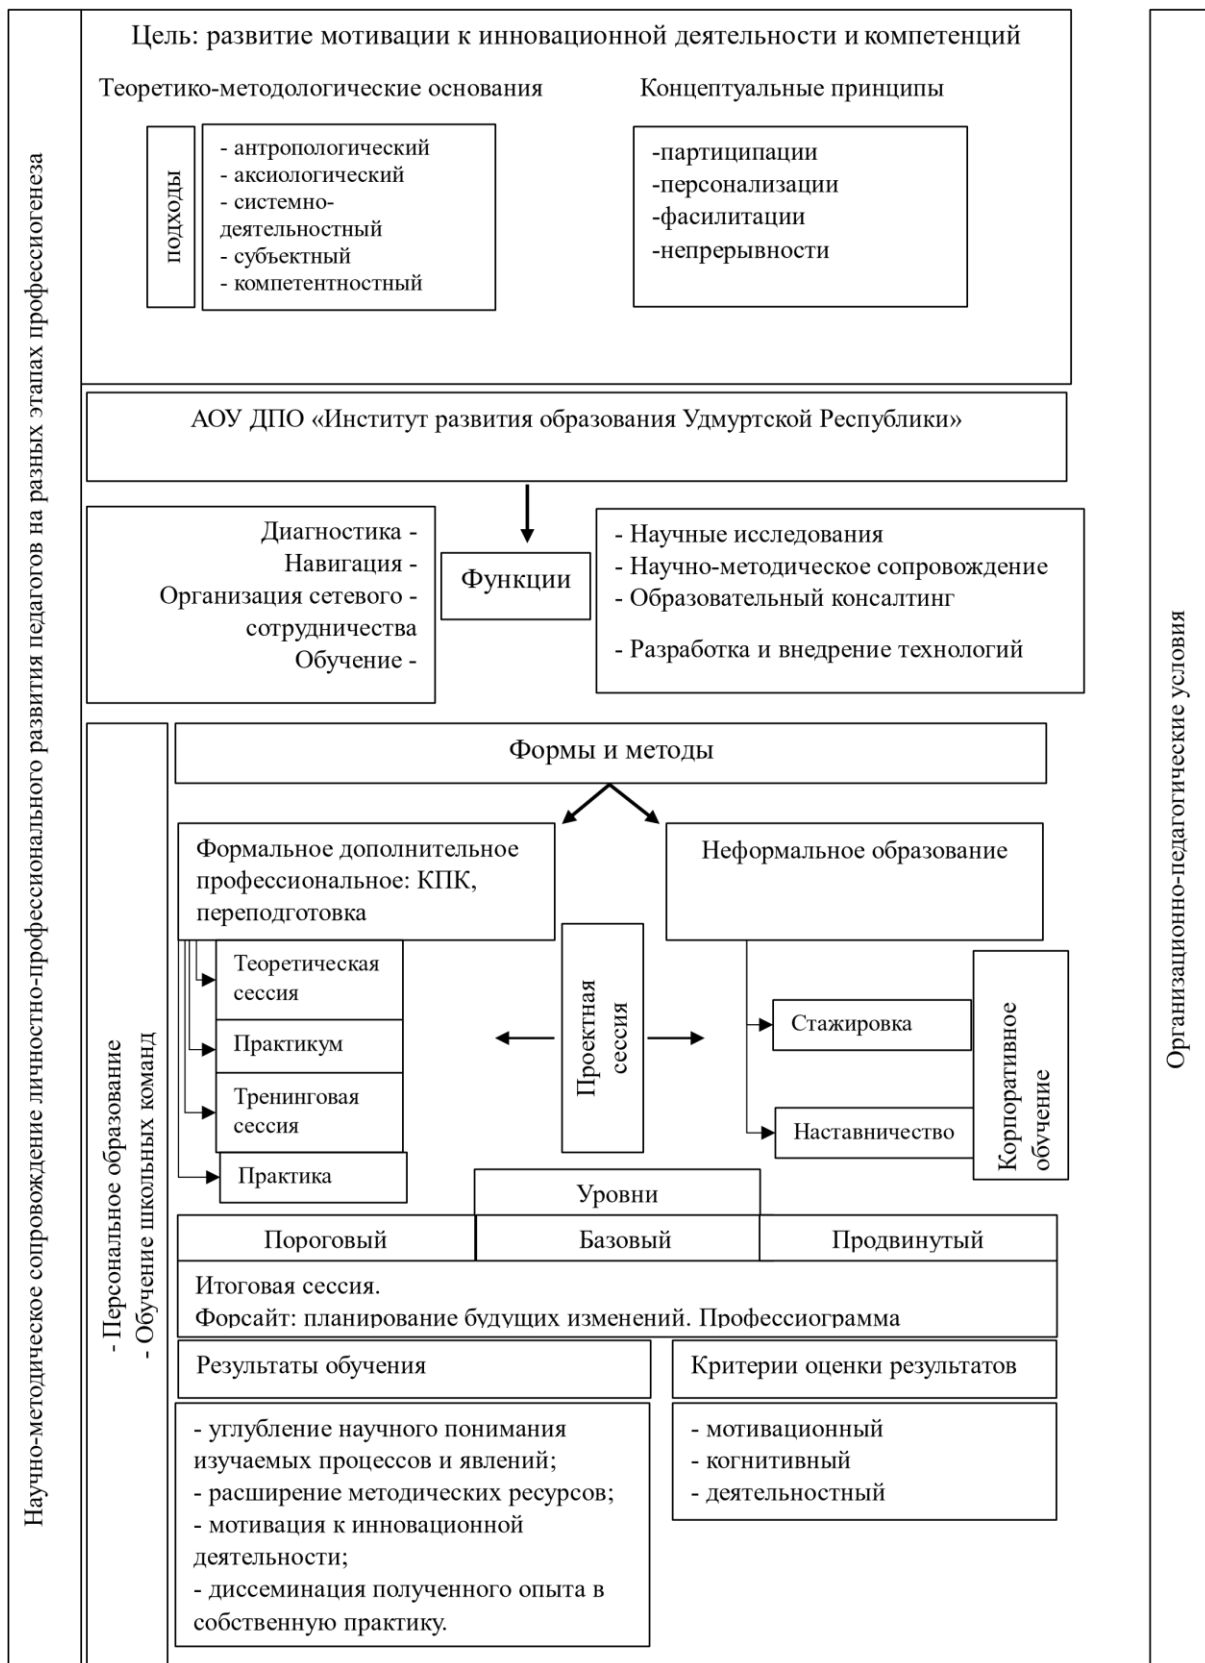 Научно-методическое сопровождение личностно-профессионального развития педагогов на разных этапах профессиогенеза
Цель: развитие мотивации к инновационной деятельности и компетенций
Теоретико-методологические основания
Концептуальные принципы
подходы
- антропологический
- аксиологический
- системно-
деятельностный
- субъектный
- компетентностный
-партиципации
-персонализации
-фасилитации
-непрерывности
АОУ ДПО «Институт развития образования Удмуртской Республики»
Диагностика -
Навигация -
Организация сетевого -
сотрудничества
Обучение -
Функции
- Научные исследования
- Научно-методическое сопровождение
- Образовательный консалтинг
- Разработка и внедрение технологий
- Персональное образование
- Обучение школьных команд
Формы и методы
Формальное дополнительное
профессиональное: КПК,
переподготовка
Неформальное образование
Теоретическая
сессия
Практикум
Тренинговая
сессия
Практика
Проектная
сессия
Стажировка
Наставничество
Корпоративное
обучение
Уровни
Пороговый
Базовый
Продвинутый
Итоговая сессия.
Форсайт: планирование будущих изменений. Профессиограмма
Результаты обучения
Критерии оценки результатов
- углубление научного понимания
изучаемых процессов и явлений;
- расширение методических ресурсов;
- мотивация к инновационной
деятельности;
- диссеминация полученного опыта в
собственную практику.
- мотивационный
- когнитивный
- деятельностный
Организационно-педагогические условия